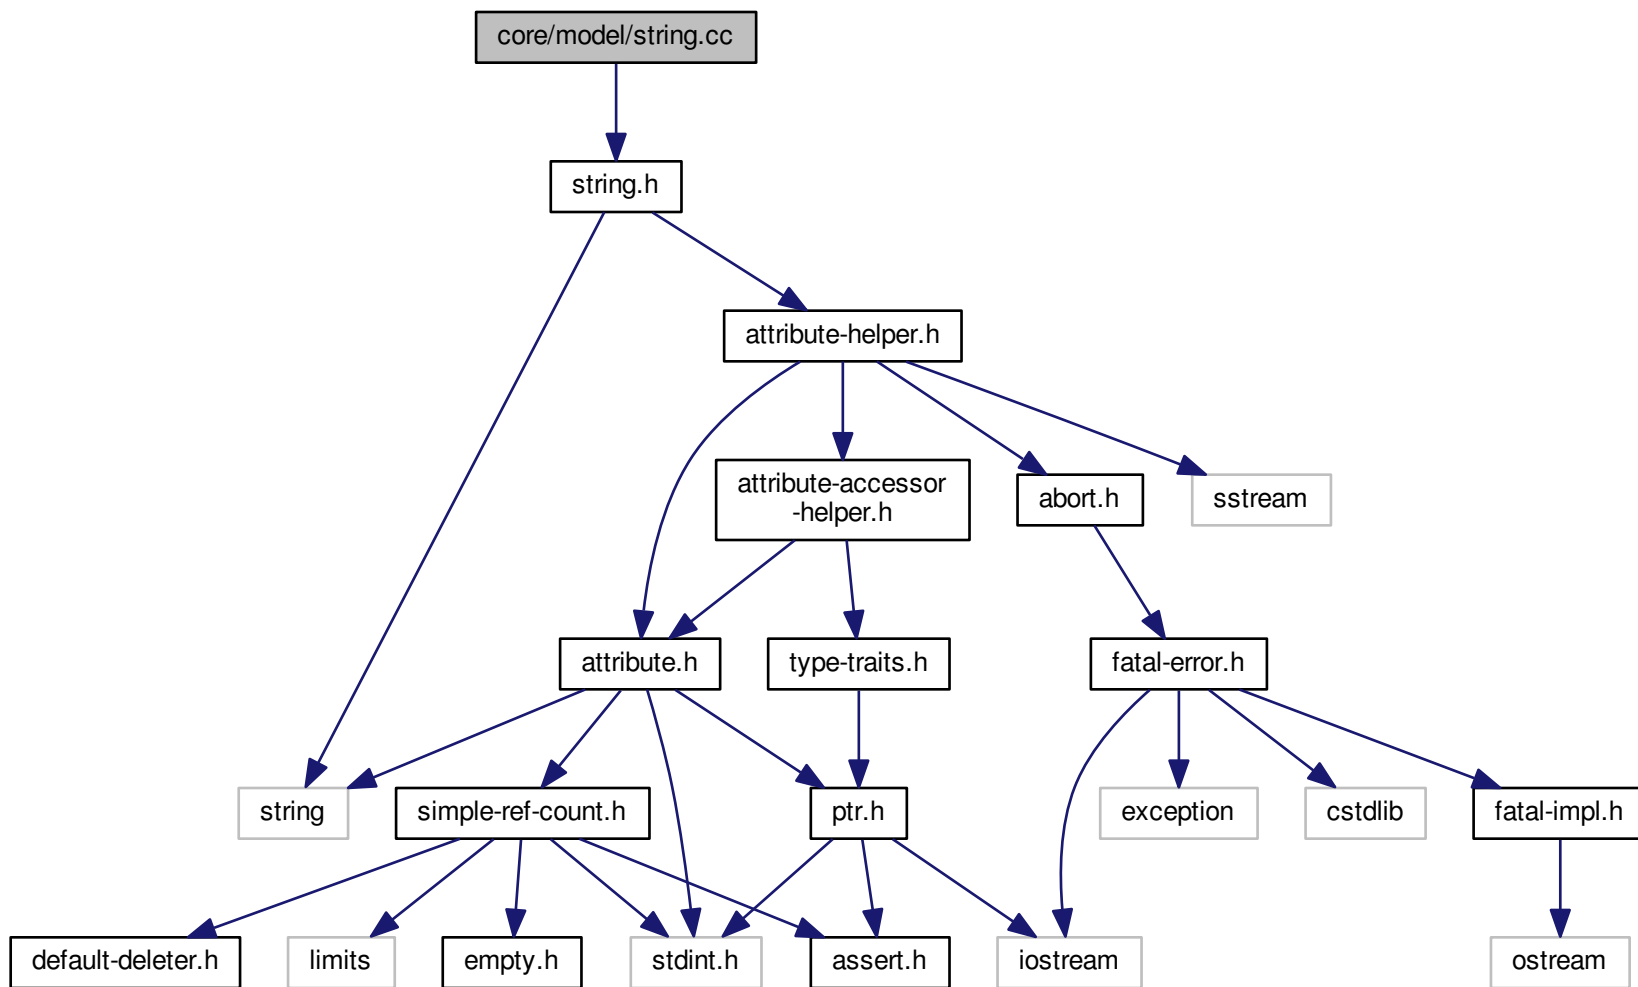 core/model/string.cc
string.h
attribute-helper.h
attribute-accessor
-helper.h
abort.h
sstream
attribute.h
type-traits.h
fatal-error.h
string
simple-ref-count.h
ptr.h
exception
cstdlib
fatal-impl.h
default-deleter.h
limits
empty.h
stdint.h
assert.h
iostream
ostream